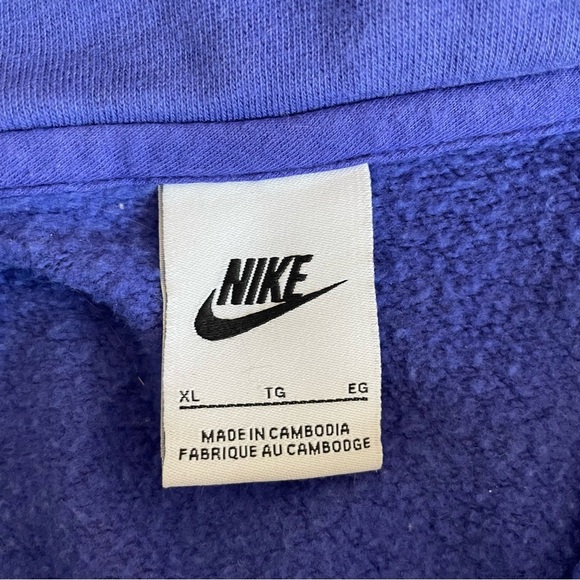 NIKE
XL TG EG
MADE IN CAMBODIA
FABRIQUE AU CAMBODGE